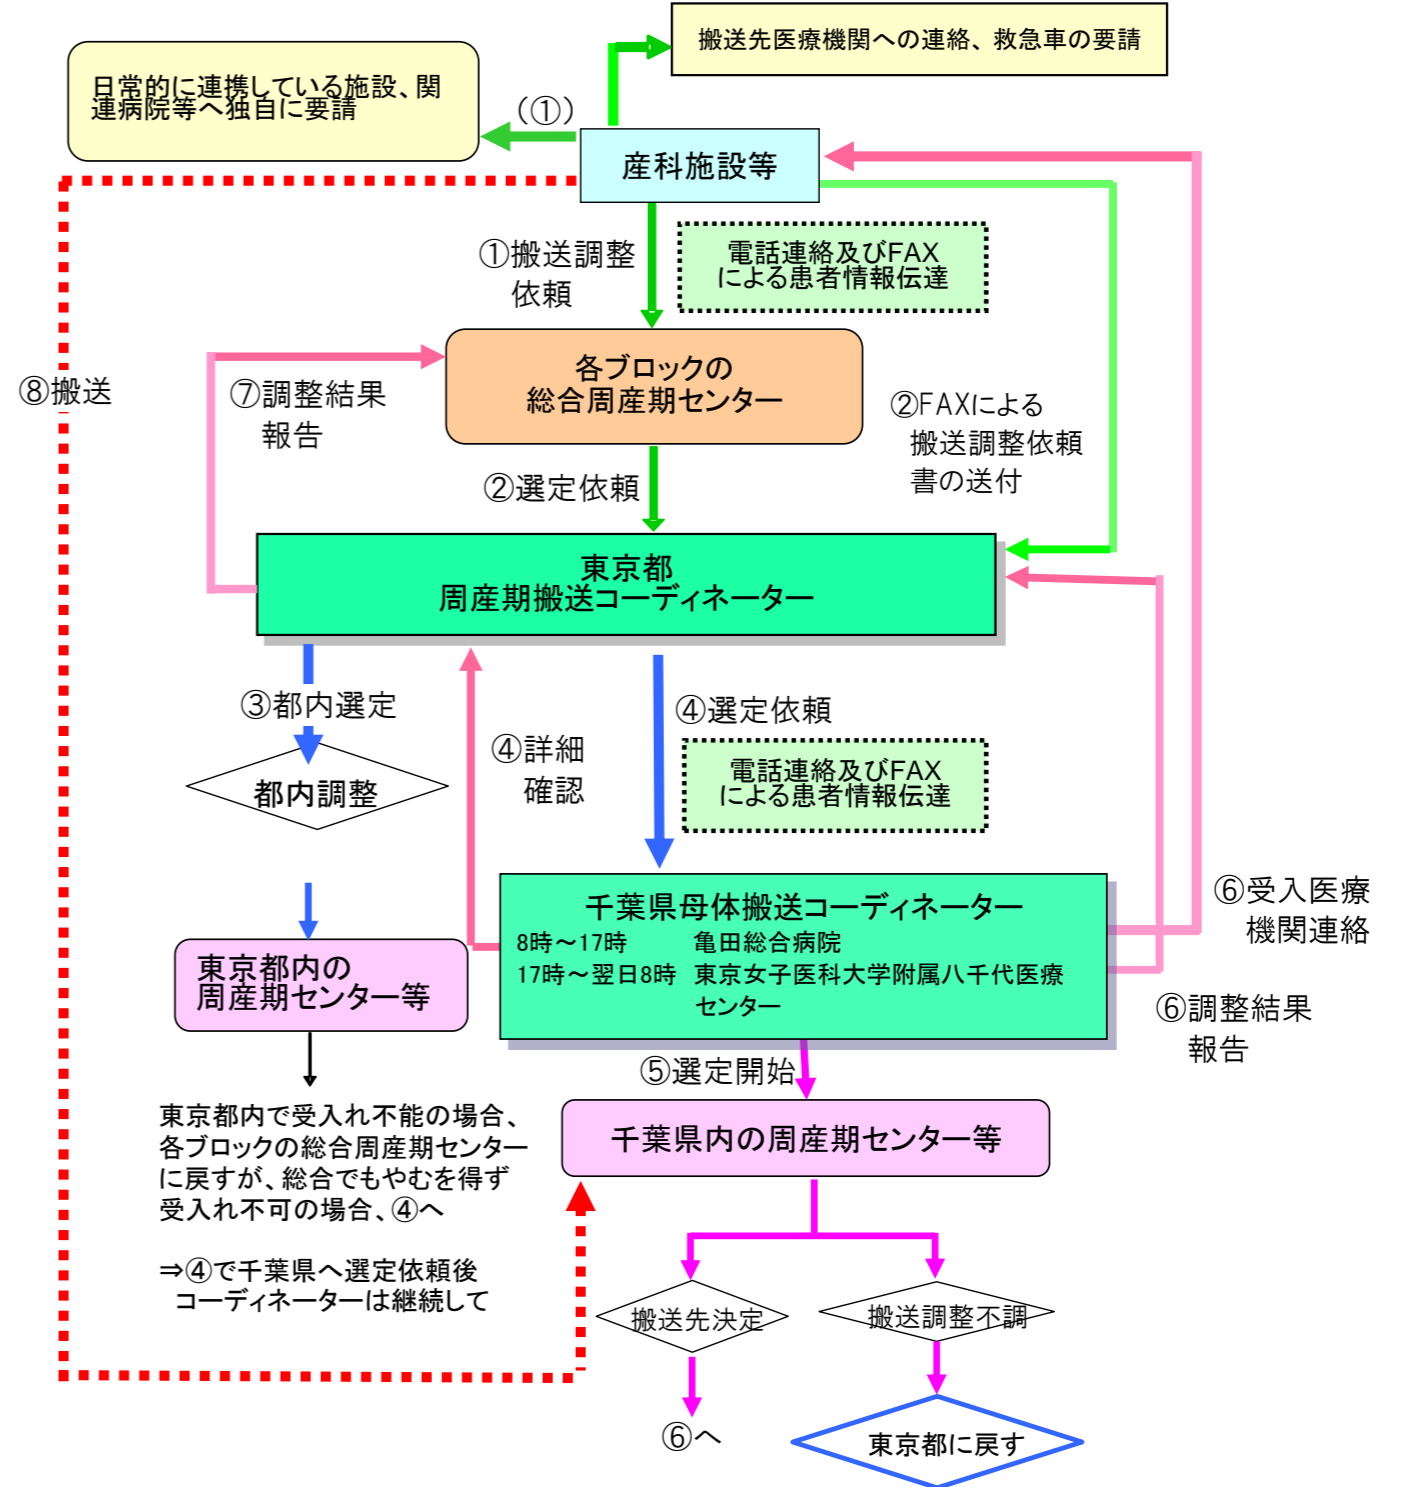 搬送先医療機関への連絡、救急車の要請
日常的に連携している施設、関
連病院等へ独自に要請
（①）
産科施設等
①搬送調整
依頼
電話連絡及びFAX
による患者情報伝達
各ブロックの
総合周産期センター
⑧搬送
⑦調整結果
報告
②FAXによる
搬送調整依頼
書の送付
②選定依頼
東京都
周産期搬送コーディネーター
③都内選定
④選定依頼
④詳細
確認
都内調整
電話連絡及びFAX
による患者情報伝達
千葉県母体搬送コーディネーター
8時～17時 亀田総合病院
17時～翌日8時 東京女子医科大学附属八千代医療
センター
⑥受入医療
機関連絡
東京都内の
周産期センター等
⑥調整結果
報告
⑤選定開始
東京都内で受入れ不能の場合、
各ブロックの総合周産期センター
に戻すが、総合でもやむを得ず
受入れ不可の場合、④へ
⇒④で千葉県へ選定依頼後
コーディネーターは継続して
千葉県内の周産期センター等
搬送先決定
搬送調整不調
⑥へ
東京都に戻す